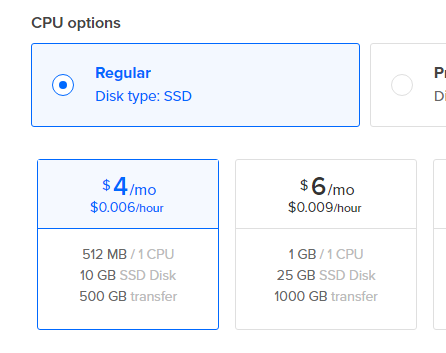 CPU options
Regular
Disk type: SSD
$4/mo
$0.006/hour
512 MB / 1 CPU
10 GB SSD Disk
500 GB transfer
$6/mo
$0.009/hour
1 GB / 1 CPU
25 GB SSD Disk
1000 GB transfer